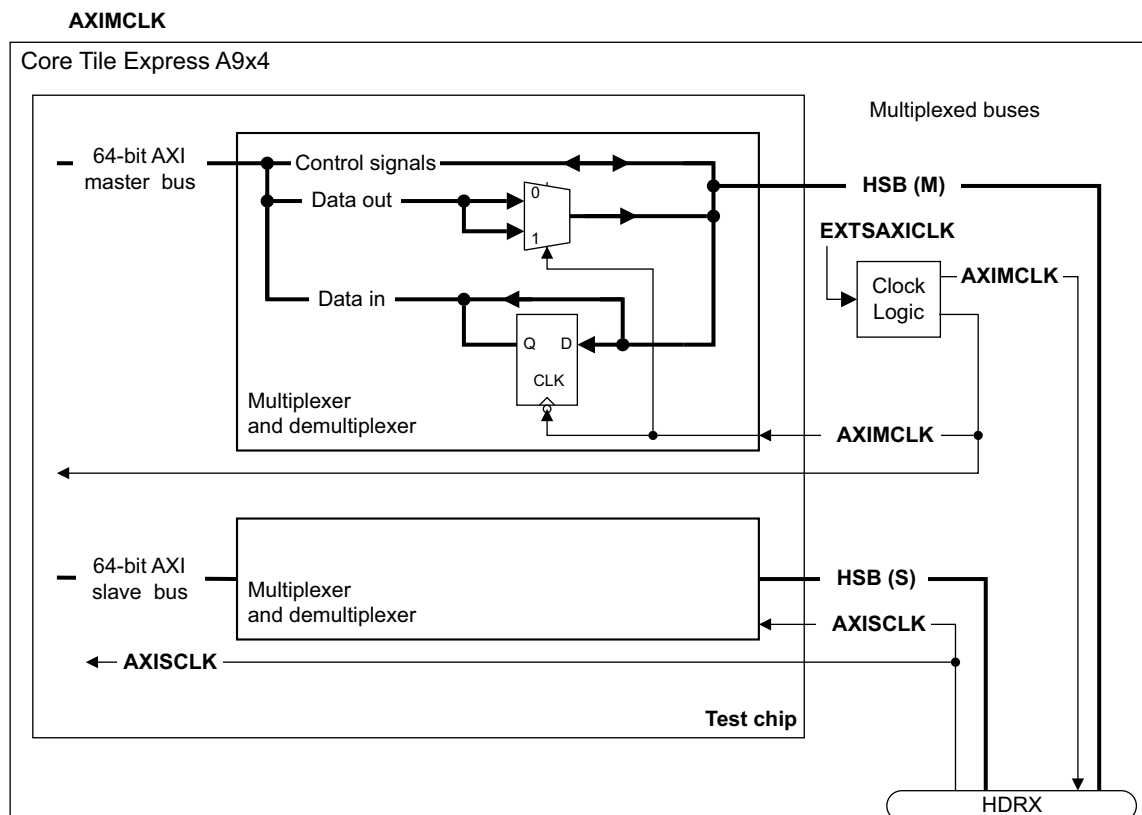 AXIMCLK
Core Tile Express A9x4
Multiplexed buses
64-bit AXI
master bus
Control signals
Data out
0
1
HSB (M)
EXTSAXICLK
Clock
Logic
AXIMCLK
Data in
Q D
CLK
Multiplexer
and demultiplexer
AXIMCLK
64-bit AXI
slave bus
Multiplexer
and demultiplexer
HSB (S)
AXISCLK
AXISCLK
Test chip
HDRX